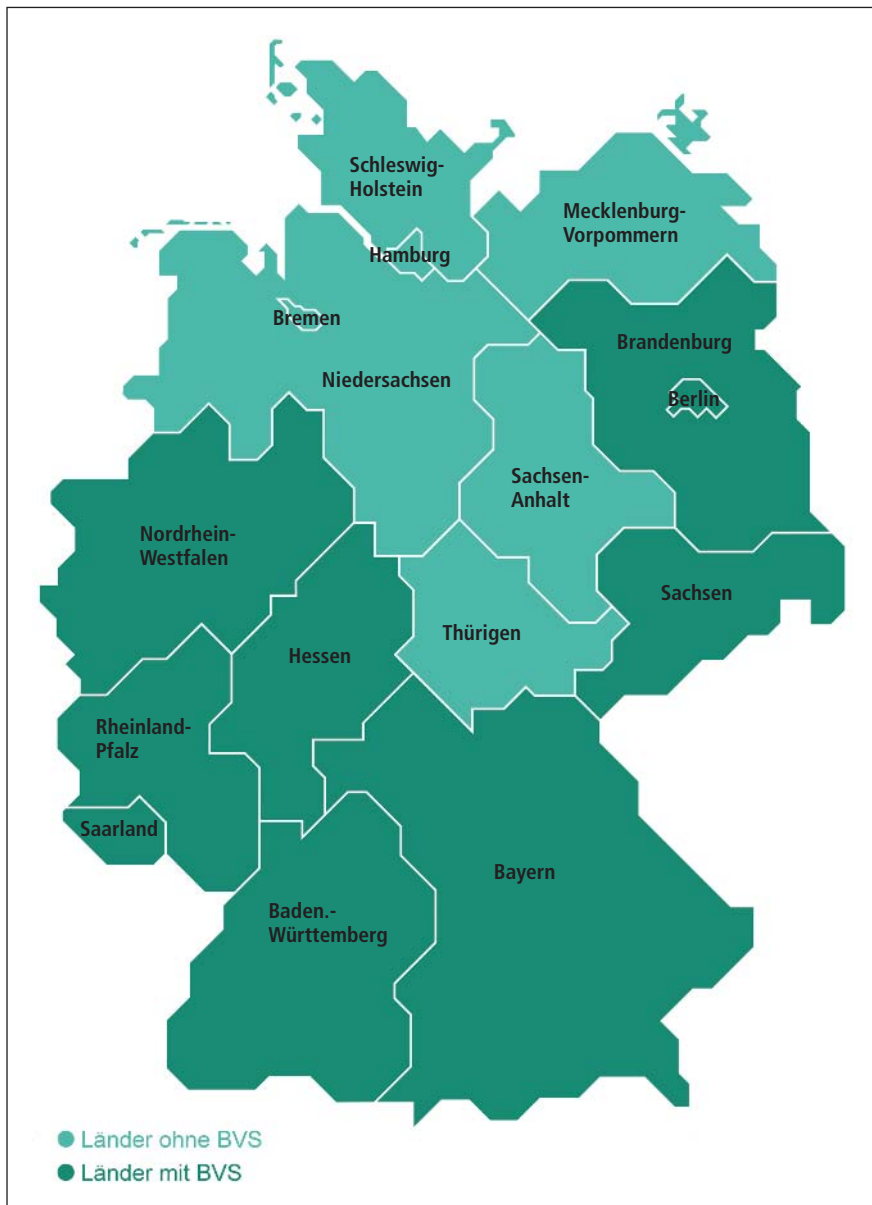 Schleswig-
Holstein
Mecklenburg-
Vorpommern
Hamburg
Bremen
Brandenburg
Niedersachsen
Berlin
Sachsen-
Anhalt
Nordrhein-
Westfalen
Sachsen
Thürigen
Hessen
Rheinland-
Pfalz
Saarland
Bayern
Baden.-
Württemberg
Länder ohne BVS
Länder mit BVS